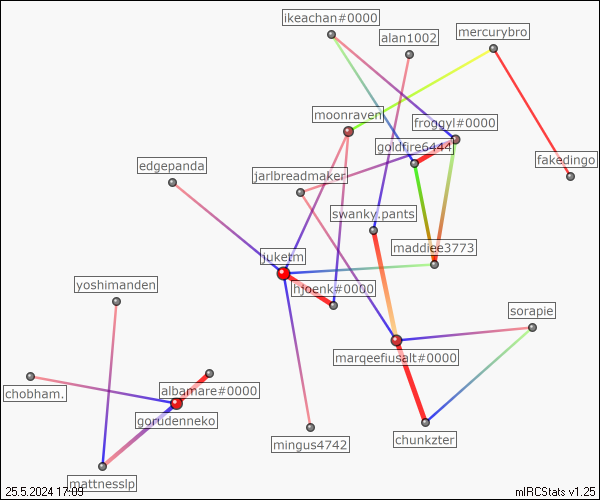 ikeachan#0000
alan1002
mercurybro
moonraven
froggyl#0000
goldfire6444
fakedingo
edgepanda
jarlbreadmaker
swanky.pants
maddiee3773
juketm
yoshimanden
hjoenk#0000
sorapie
marqeefiusalt#0000
chobham.
albamare#0000
gorudenneko
mingus4742
chunkzter
mattnesslp
25.5.2024 17:09
mIRCStats v1.25